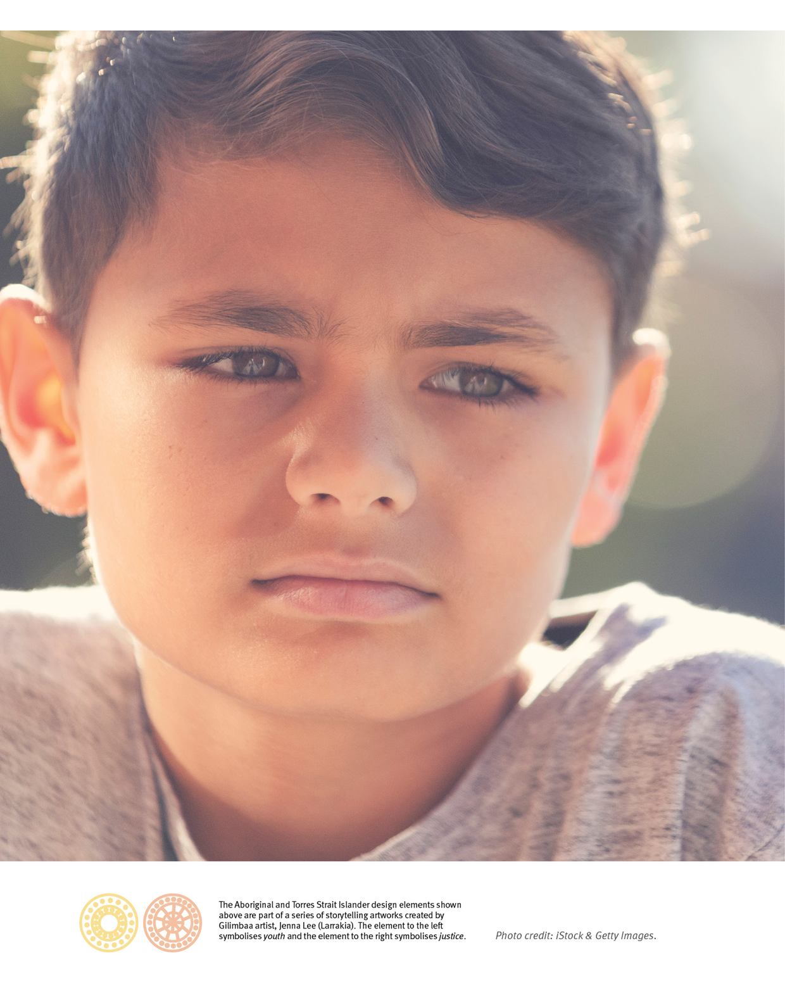 The Aboriginal and Torres Strait Islander design elements shown
above are part of a series of storytelling artworks created by
Gilimbaa artist, Jenna Lee (Larrakia). The element to the left
symbolises youth and the element to the right symbolises justice.
Photo credit: iStock & Getty Images.